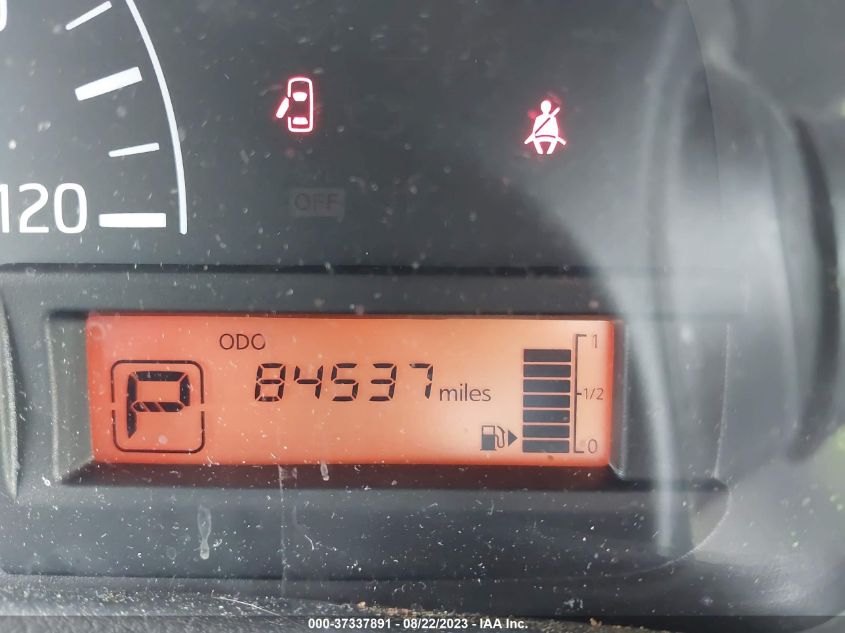 120
OFF
ODO
84537 miles
P
1
1/2
0
000-37337891 - 08/22/2023 - IAA Inc.